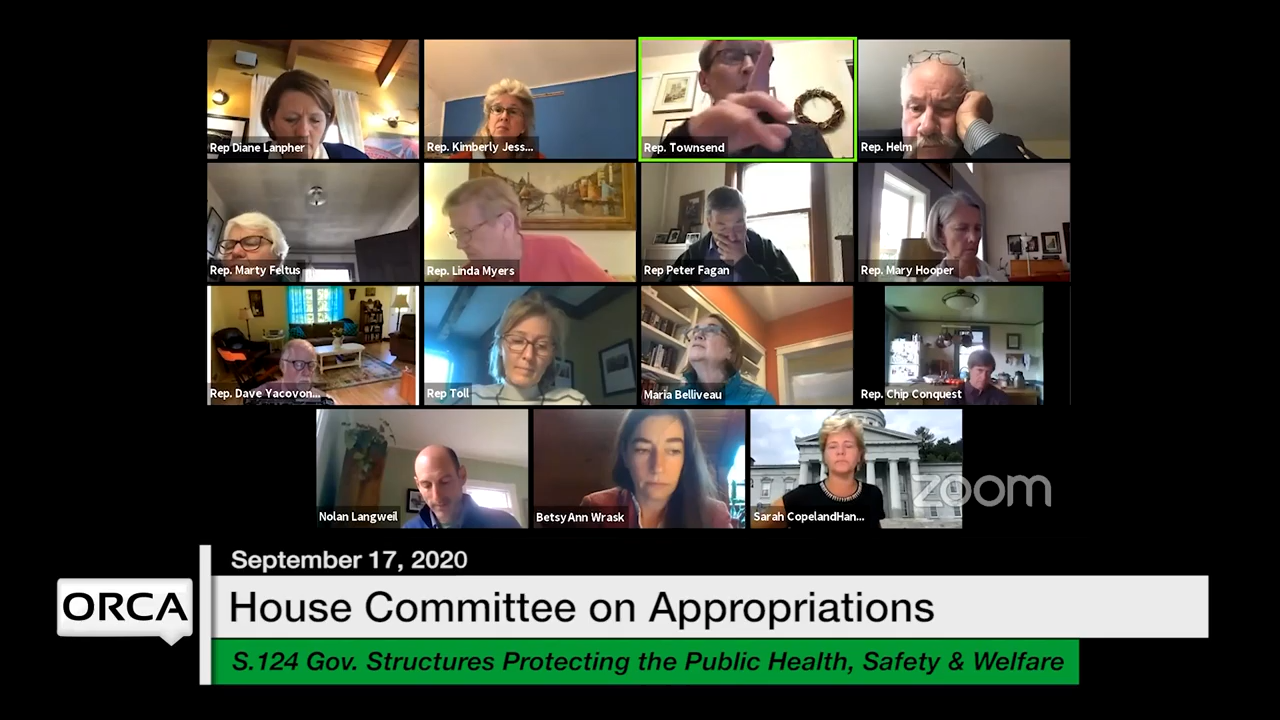 Rep Diane Lanpher
Rep. Kimberly Jess...
Rep. Townsend
Rep. Helm
Rep. Marty Feltus
Rep. Linda Myers
Rep Peter Fagan
Rep. Mary Hooper
Rep. Dave Yacovon...
Rep Toll
Maria Belliveau
Rep. Chip Conquest
Nolan Langweil
BetsyAnn Wrask
Sarah CopelandHan...
zoom
September 17, 2020
ORCA
House Committee on Appropriations
S.124 Gov. Structures Protecting the Public Health, Safety & Welfare